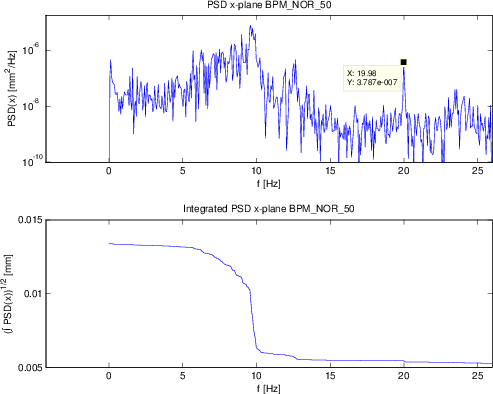 PSD x-plane BPM_NOR_50
PSD(x) [mm²/Hz]
10⁻⁶
10⁻⁸
10⁻¹⁰
X: 19.98
Y: 3.787e-007
0 5 10 15 20 25
f [Hz]
Integrated PSD x-plane BPM_NOR_50
(∫ PSD(x))^1/2 [mm]
0.015
0.01
0.005
0 5 10 15 20 25
f [Hz]